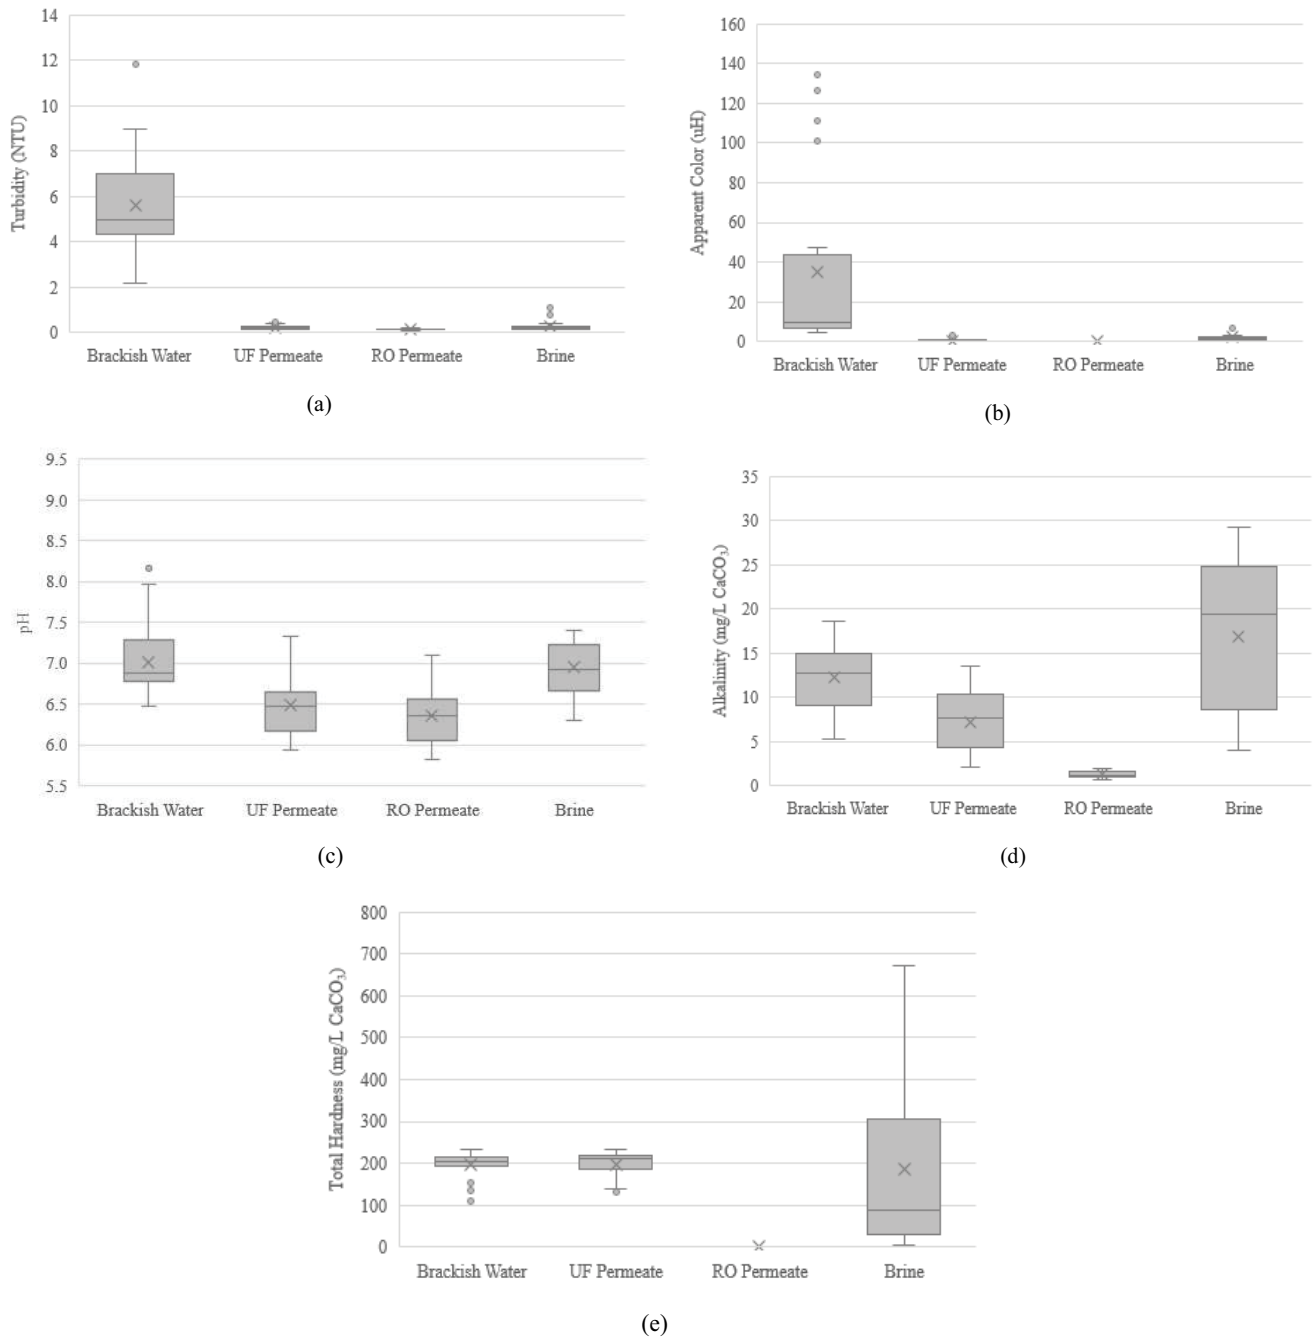 14
12
10
8
6
4
2
0
Turbidity (NTU)
Brackish Water UF Permeate RO Permeate Brine
(a)
160
140
120
100
80
60
40
20
0
Apparent Color (uH)
Brackish Water UF Permeate RO Permeate Brine
(b)
9.5
9.0
8.5
8.0
7.5
7.0
6.5
6.0
5.5
pH
Brackish Water UF Permeate RO Permeate Brine
(c)
35
30
25
20
15
10
5
0
Alkalinity (mg/L CaCO₃)
Brackish Water UF Permeate RO Permeate Brine
(d)
800
700
600
500
400
300
200
100
0
Total Hardness (mg/L CaCO₃)
Brackish Water UF Permeate RO Permeate Brine
(e)